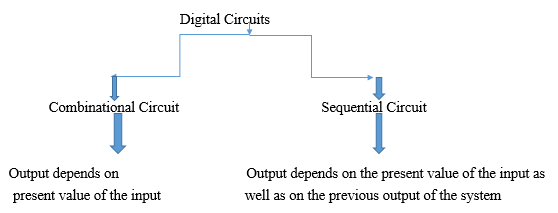 Digital Circuits
Combinational Circuit
Sequential Circuit
Output depends on
present value of the input
Output depends on the present value of the input as
well as on the previous output of the system